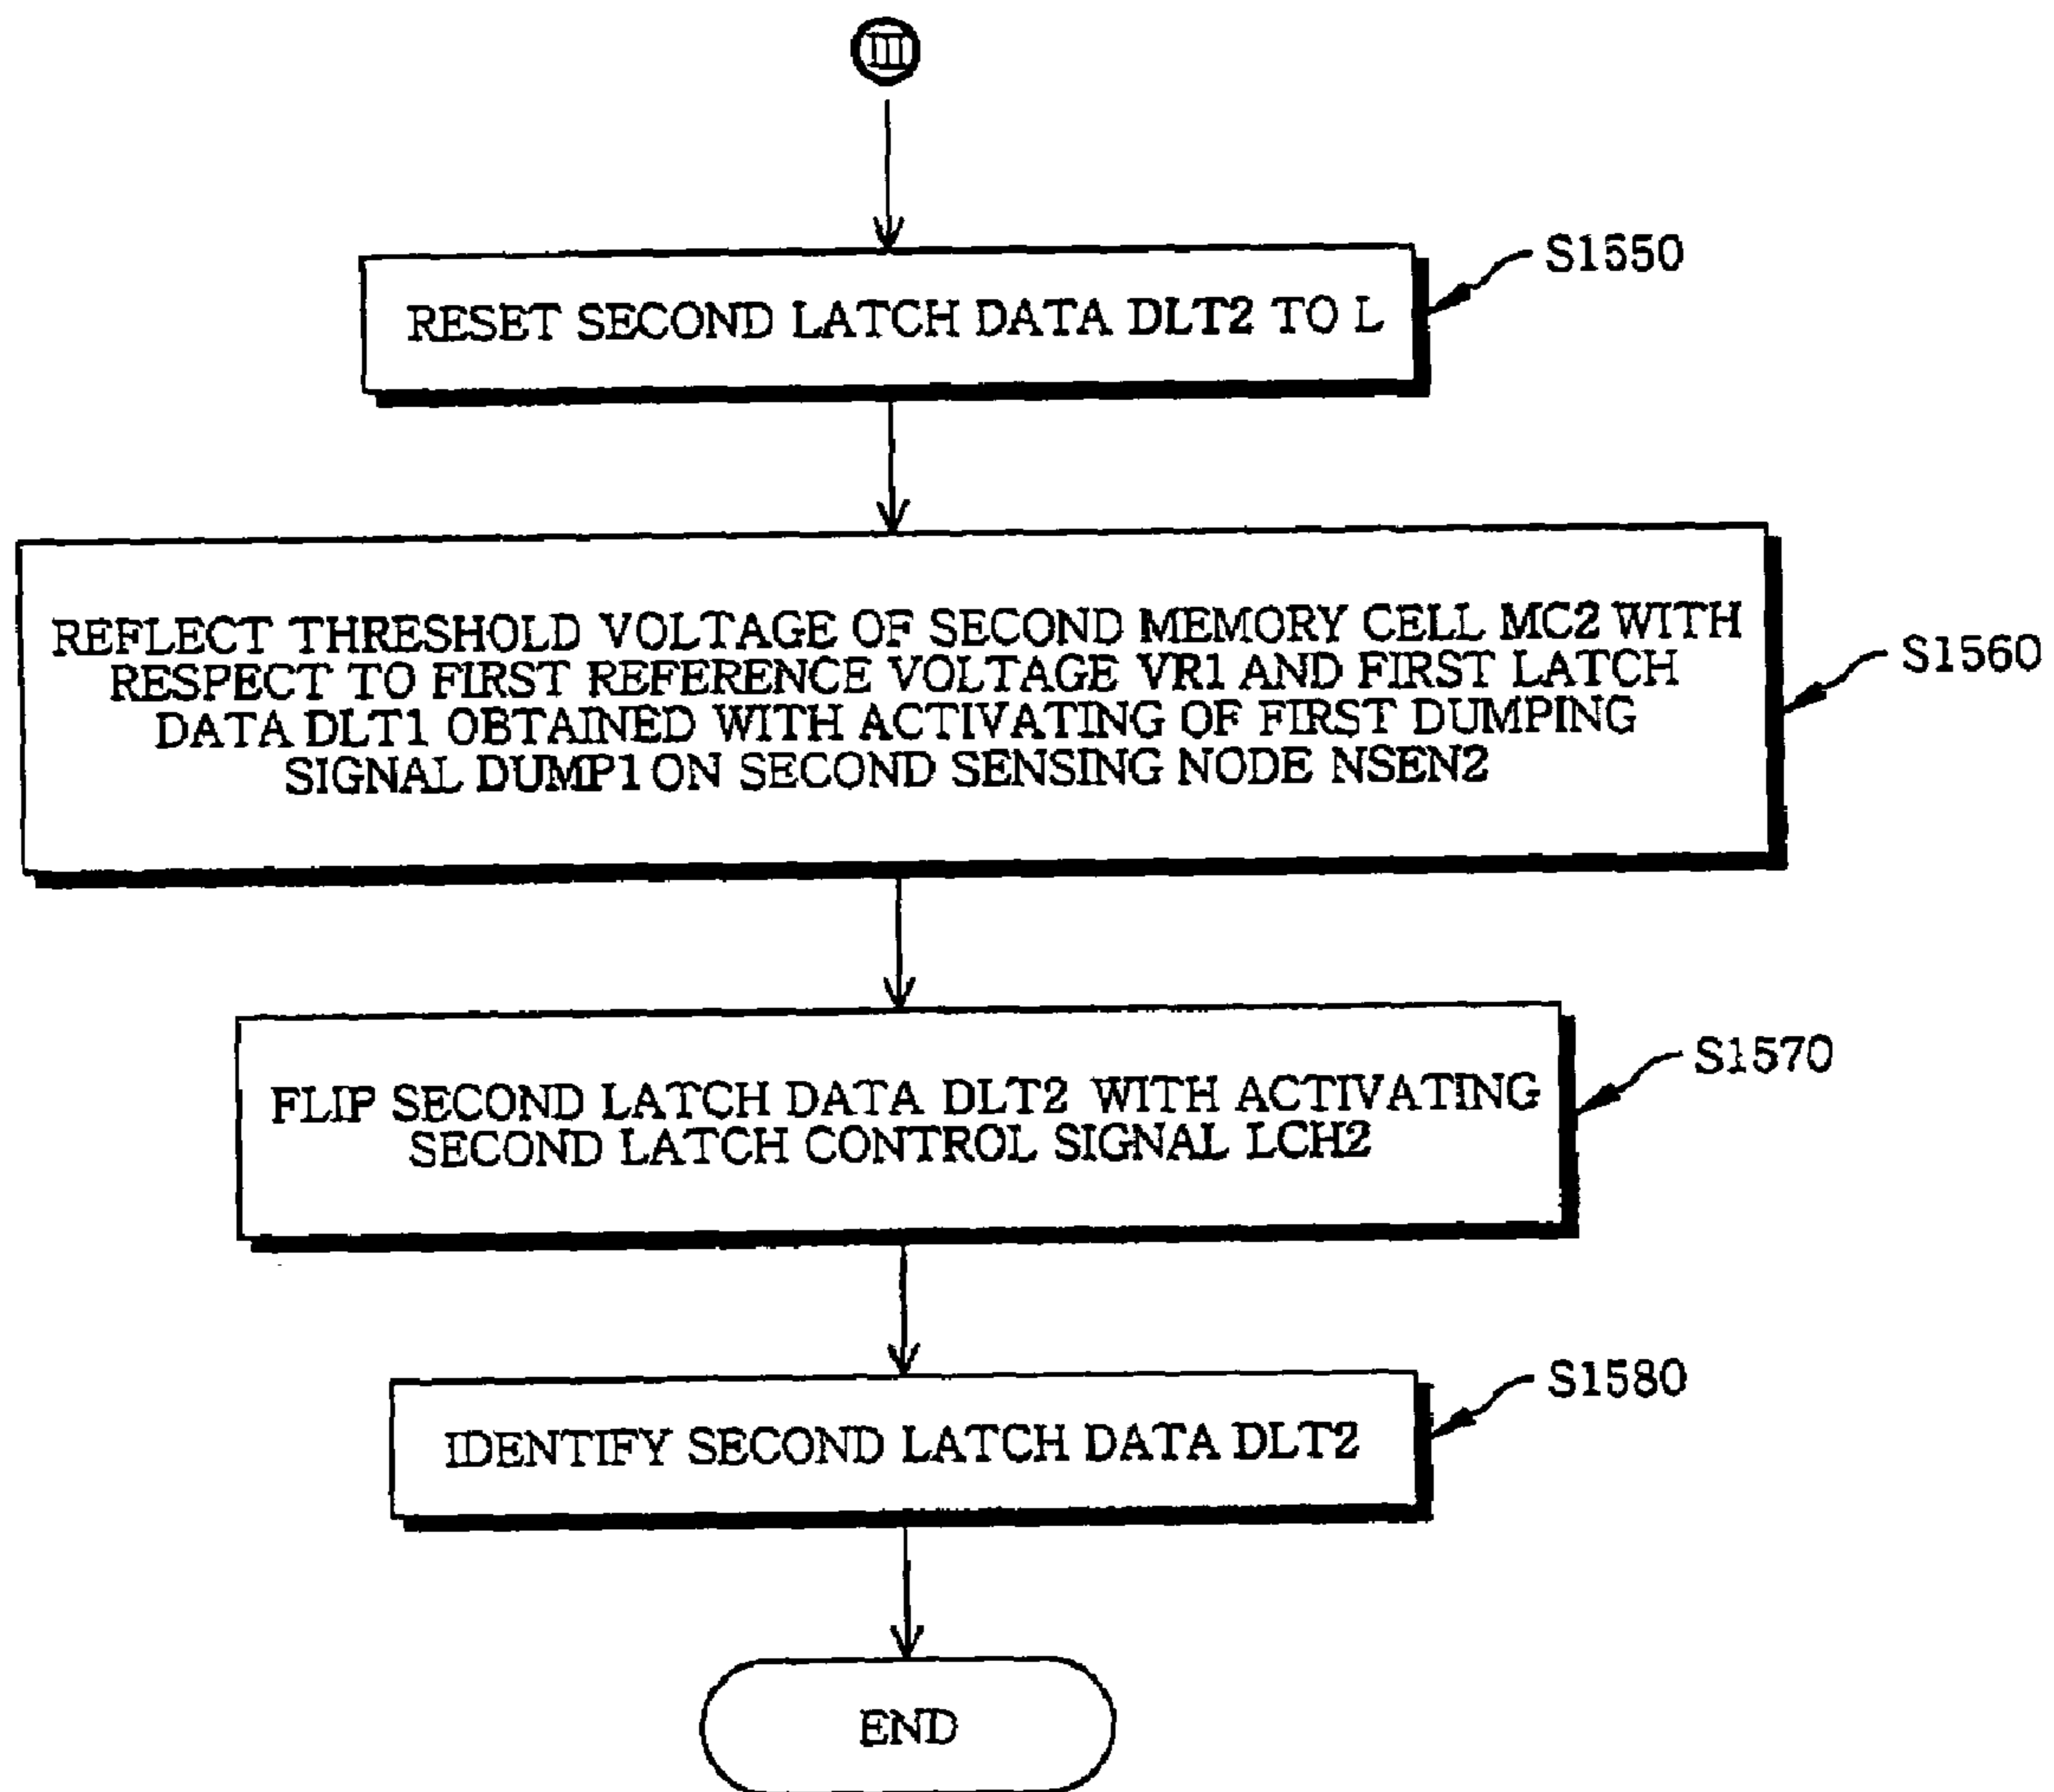 III
RESET SECOND LATCH DATA DLT2 TO L
S1550
REFLECT THRESHOLD VOLTAGE OF SECOND MEMORY CELL MC2 WITH
RESPECT TO FIRST REFERENCE VOLTAGE VR1 AND FIRST LATCH
DATA DLT1 OBTAINED WITH ACTIVATING OF FIRST DUMPING
SIGNAL DUMP1 ON SECOND SENSING NODE NSEN2
S1560
FLIP SECOND LATCH DATA DLT2 WITH ACTIVATING
SECOND LATCH CONTROL SIGNAL LCH2
S1570
IDENTIFY SECOND LATCH DATA DLT2
S1580
END